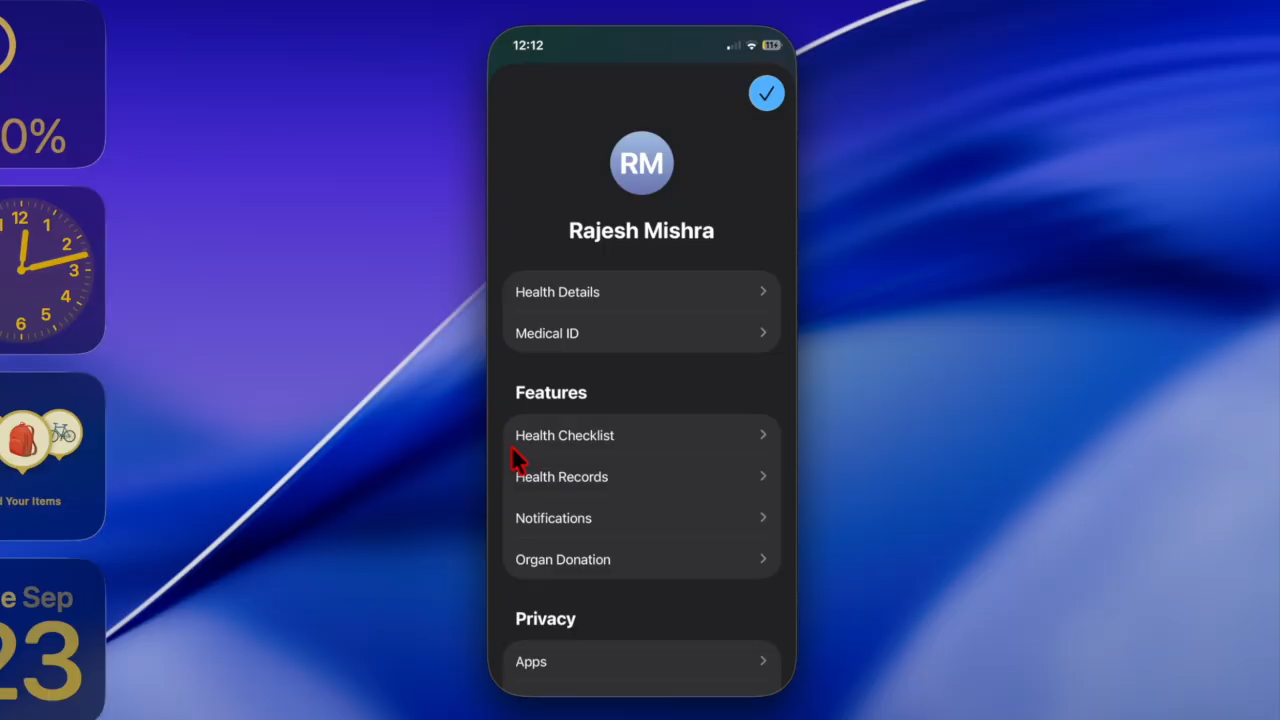 0%
12
1
2
3
4
5
6
d Your Items
e Sep
23
12:12
11
RM
Rajesh Mishra
Health Details
Medical ID
Features
Health Checklist
Health Records
Notifications
Organ Donation
Privacy
Apps